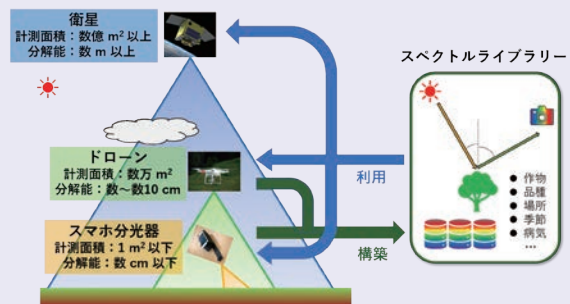 衛星
計測面積：数億 m²以上
分解能：数 m 以上
ドローン
計測面積：数万 m²
分解能：数〜数10 cm
スマホ分光器
計測面積：1 m²以下
分解能：数 cm 以下
利用
構築
スペクトルライブラリー
● 作物
● 品種
● 場所
● 季節
● 病気
…